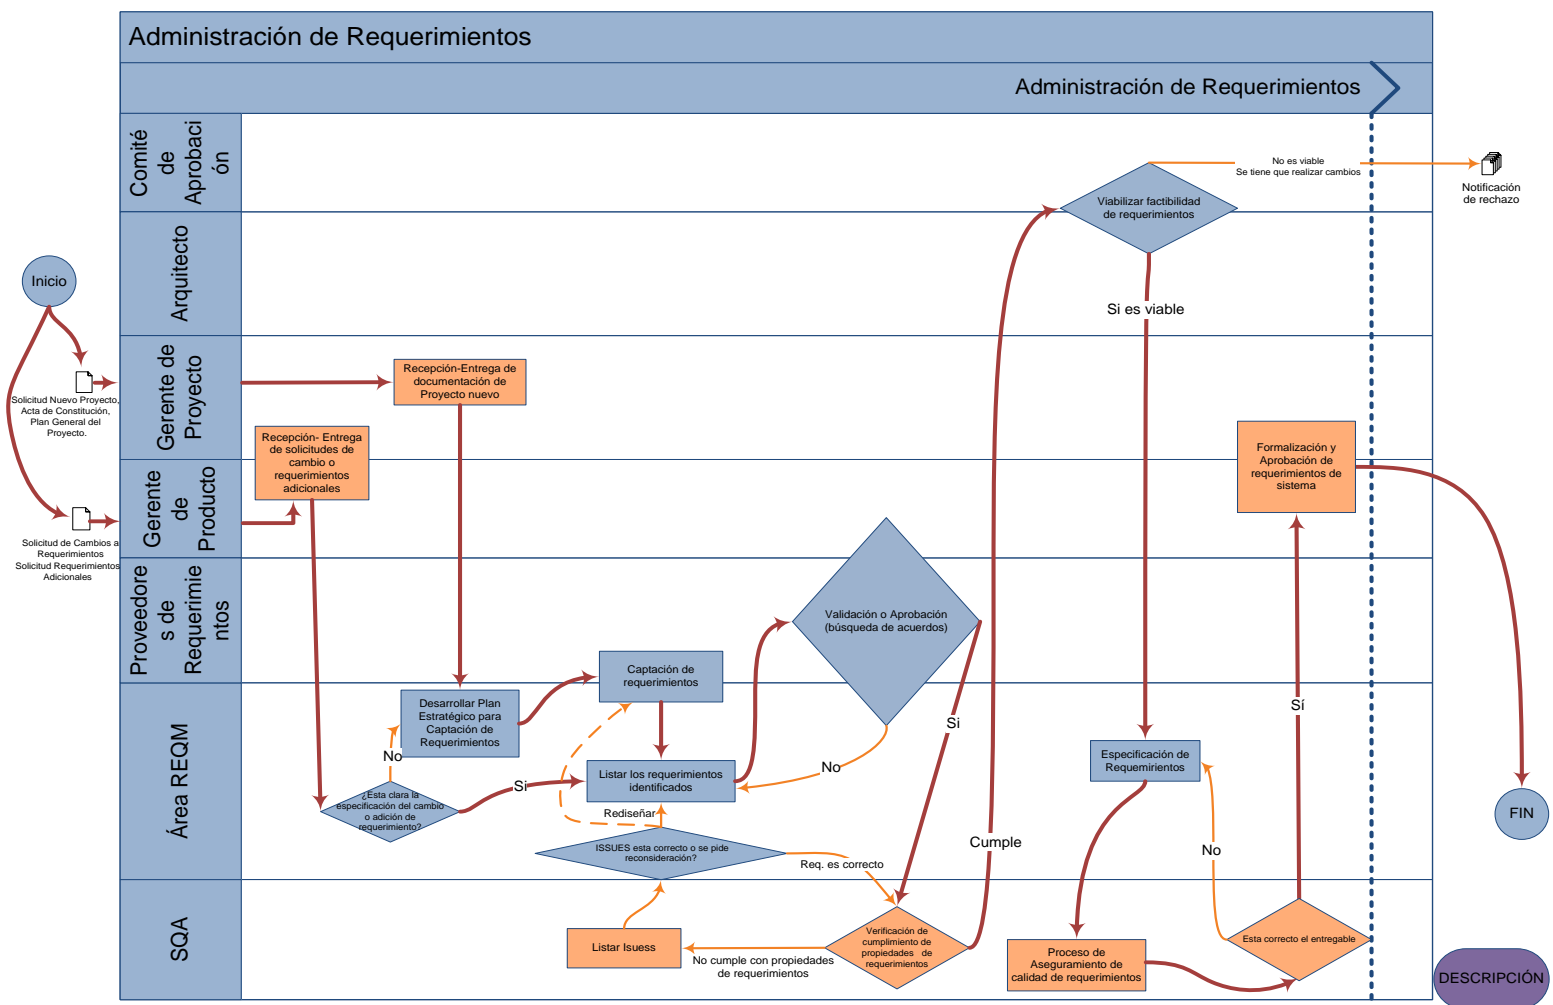 Administración de Requerimientos
Administración de Requerimientos
Comité
de
Aprobaci
ón
No es viable
Se tiene que realizar cambios
Notificación
de rechazo
Viabilizar factibilidad
de requerimientos
Arquitecto
Inicio
Si es viable
Gerente de
Proyecto
Recepción-Entrega de
documentación de
Proyecto nuevo
Solicitud Nuevo Proyecto,
Acta de Constitución,
Plan General del
Proyecto.
Recepción- Entrega
de solicitudes de
cambio o
requerimientos
adicionales
Formalización y
Aprobación de
requerimientos de
sistema
Gerente
de
Producto
Solicitud de Cambios a
Requerimientos
Solicitud Requerimientos
Adicionales
Proveedore
s de
Requerimie
ntos
Validación o Aprobación
(búsqueda de acuerdos)
Captación de
requerimientos
Área REQM
Desarrollar Plan
Estratégico para
Captación de
Requerimientos
Si
Sí
No
Especificación de
Requemirientos
Listar los requerimientos
identificados
No
Si
¿Esta clara la
especificación del cambio
o adición de
requerimiento?
Rediseñar
FIN
Cumple
ISSUES esta correcto o se pide
reconsideración?
Req. es correcto
No
SQA
Listar Isuess
No cumple con propiedades
de requerimientos
Verificación de
cumplimiento de
propiedades de
requerimientos
Proceso de
Aseguramiento de
calidad de requerimientos
Esta correcto el entregable
DESCRIPCIÓN